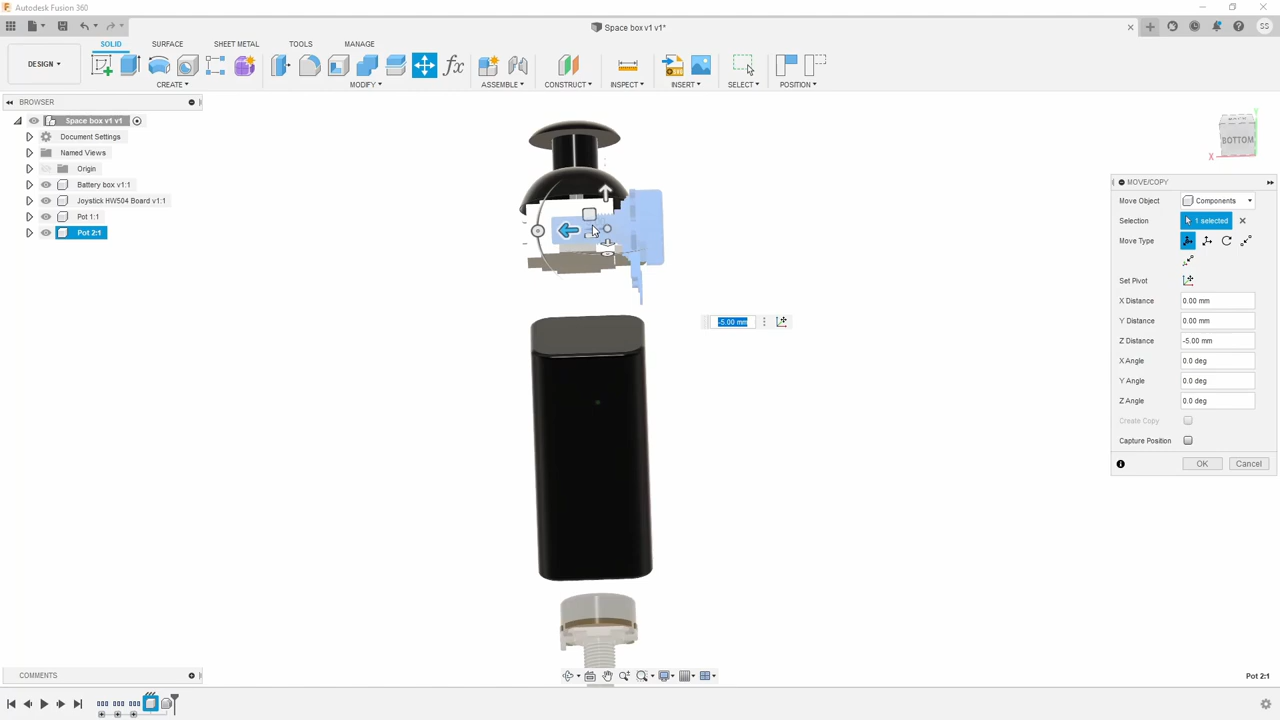 Autodesk Fusion 360
Space box v1 v1*
SS
SOLID
SURFACE
SHEET METAL
TOOLS
MANAGE
DESIGN
CREATE
MODIFY
ASSEMBLE
CONSTRUCT
INSPECT
INSERT
SELECT
POSITION
BROWSER
Space box v1 v1
Document Settings
Named Views
Origin
Battery box v1:1
Joystick HW504 Board v1:1
Pot 1:1
Pot 2:1
BOTTOM
X
MOVE/COPY
Move Object
Components
Selection
1 selected
Move Type
Set Pivot
X Distance
0.00 mm
Y Distance
0.00 mm
Z Distance
-5.00 mm
X Angle
0.0 deg
Y Angle
0.0 deg
Z Angle
0.0 deg
Create Copy
Capture Position
OK
Cancel
-5.00 mm
COMMENTS
Pot 2:1